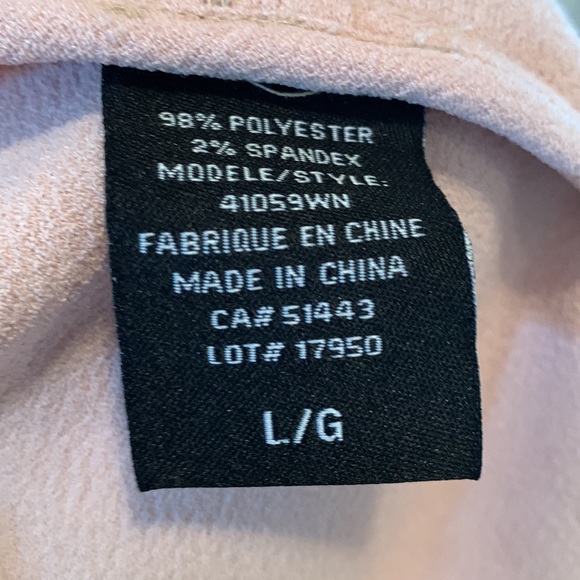 98% POLYESTER
2% SPANDEX
MODELE/STYLE:
41059WN
FABRIQUE EN CHINE
MADE IN CHINA
CA# 51443
LOT# 17950
L/G